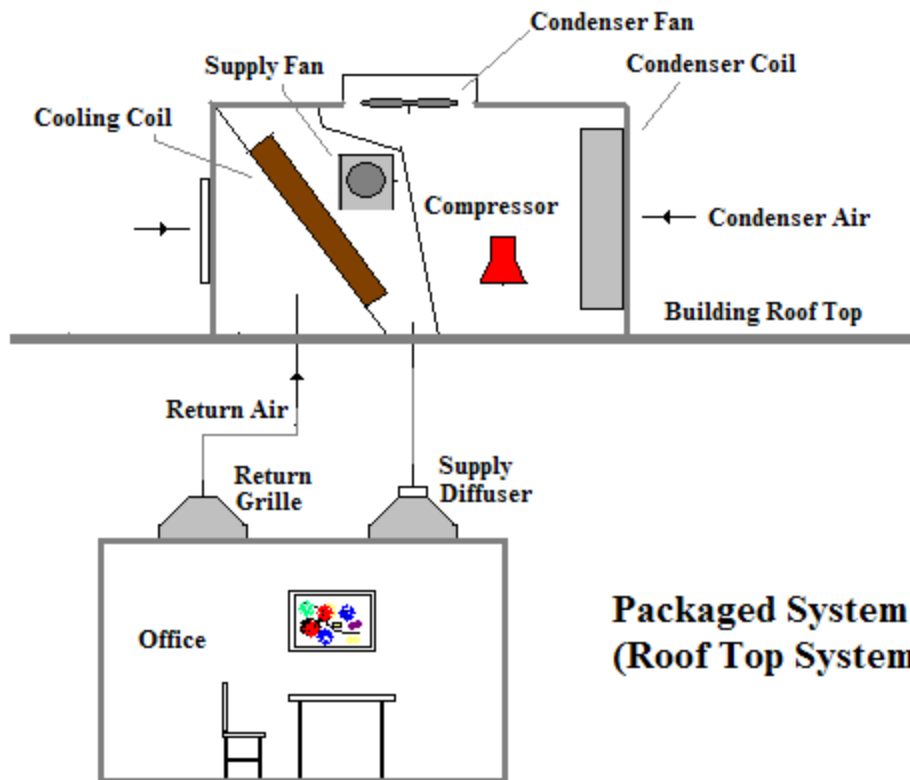 Condenser Fan
Supply Fan
Condenser Coil
Cooling Coil
Compressor
Condenser Air
Building Roof Top
Return Air
Return
Grille
Supply
Diffuser
Office
Packaged System
(Roof Top System